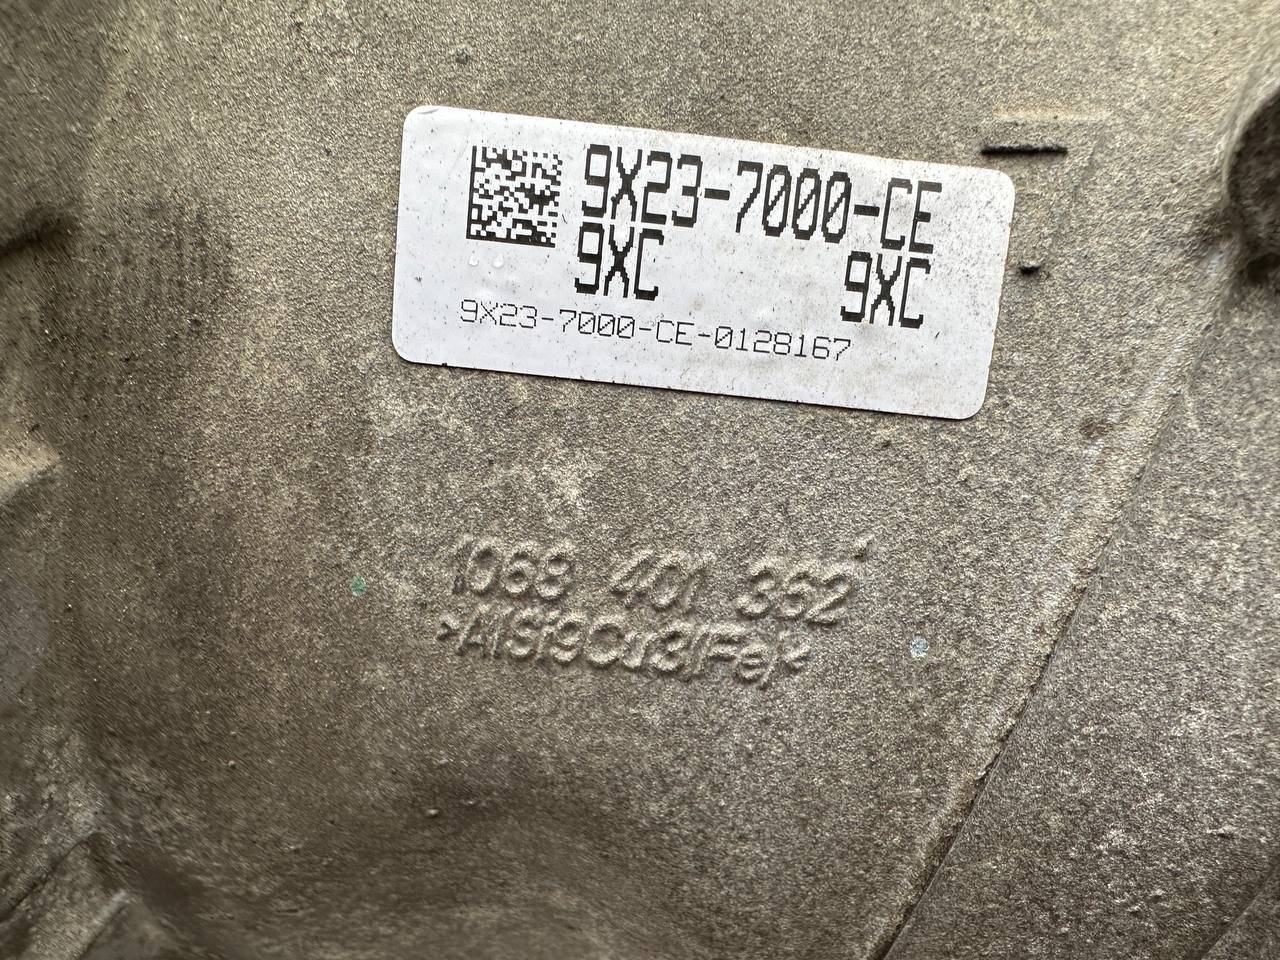 9X23-7000-CE
9XC 9XC
9X23-7000-CE-0128167
1068 401 362
>AlSi9Cu3(Fe)<